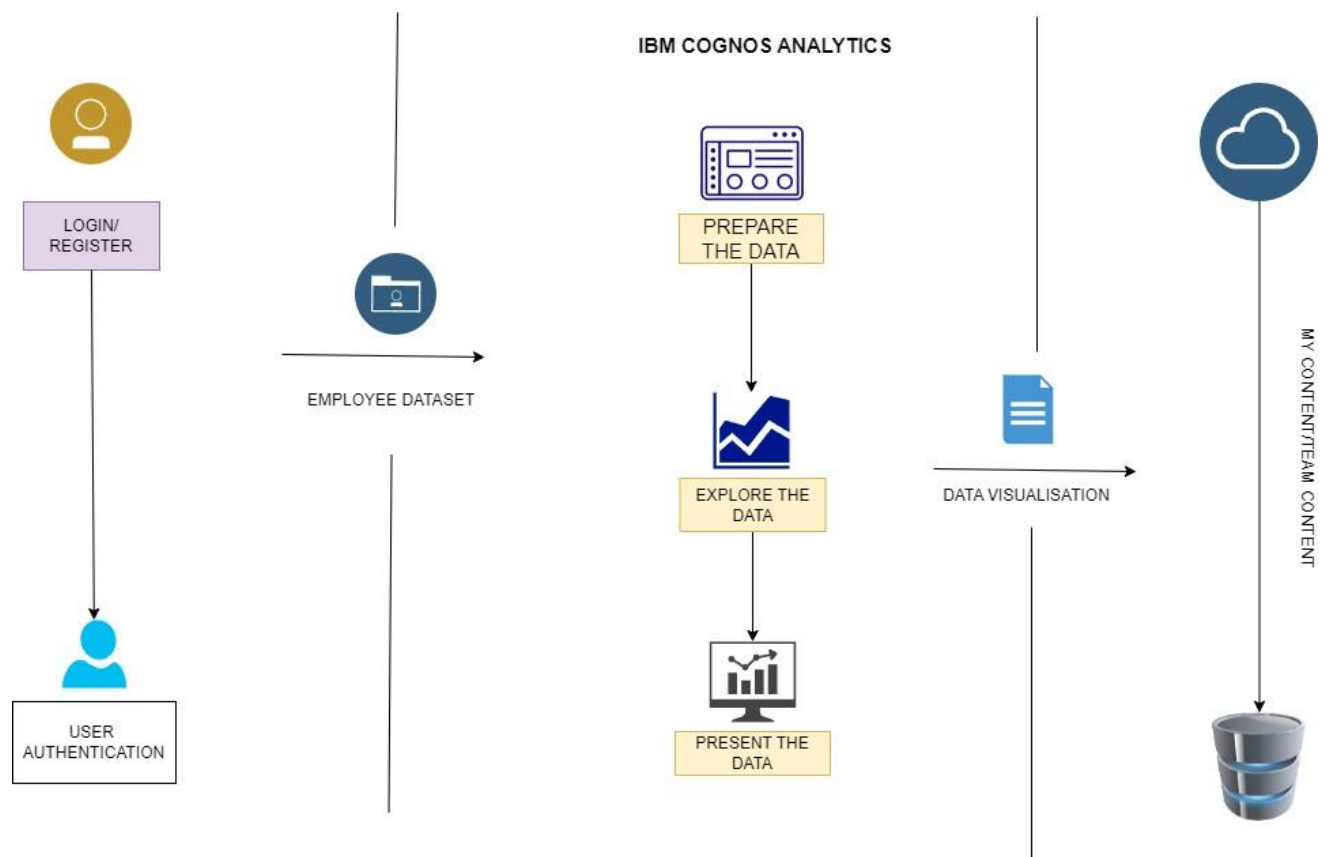 IBM COGNOS ANALYTICS
LOGIN/
REGISTER
USER
AUTHENTICATION
EMPLOYEE DATASET
PREPARE
THE DATA
EXPLORE THE
DATA
PRESENT THE
DATA
DATA VISUALISATION
MY CONTENT/TEAM CONTENT